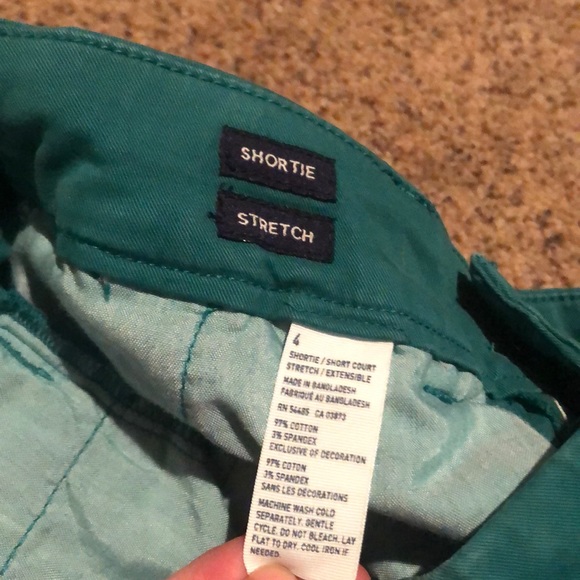 SHORTIE
STRETCH
4
SHORTIE / SHORT COURT
STRETCH / EXTENSIBLE
MADE IN BANGLADESH
FABRIQUÉ AU BANGLADESH
RN 54485 CA 03873
97% COTTON
3% SPANDEX
EXCLUSIVE OF DECORATION
97% COTON
3% SPANDEX
SANS LES DÉCORATIONS
MACHINE WASH COLD
SEPARATELY. GENTLE
CYCLE. DO NOT BLEACH. LAY
FLAT TO DRY. COOL IRON IF
NEEDED.